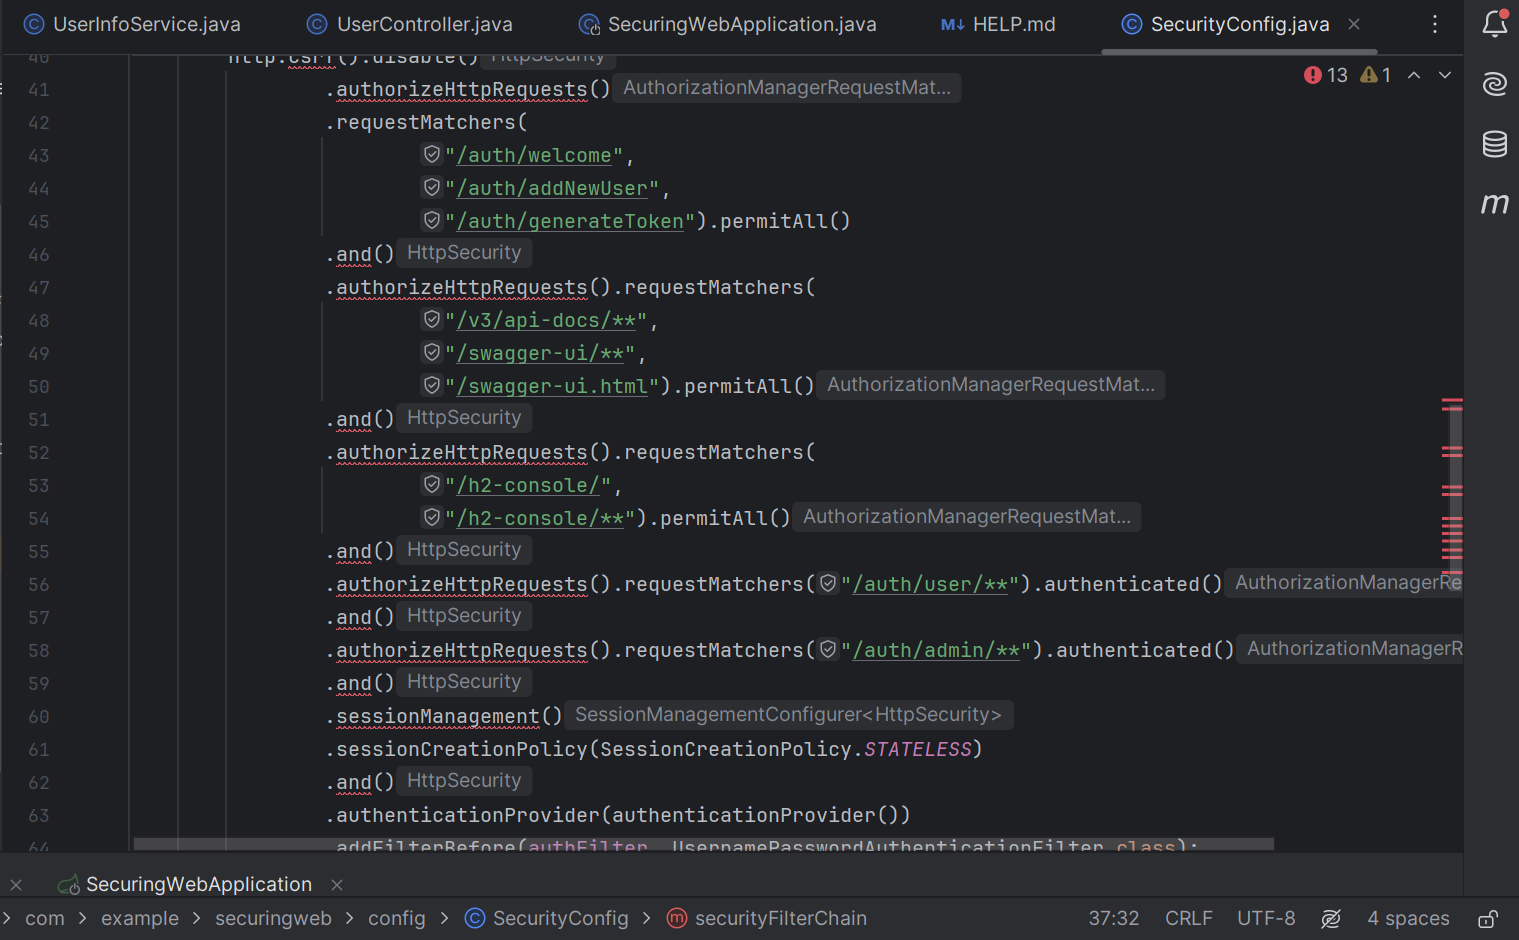 UserInfoService.java UserController.java SecuringWebApplication.java M↓ HELP.md SecurityConfig.java
40 http.csrf().disable() HttpSecurity
13 1
41 .authorizeHttpRequests() AuthorizationManagerRequestMat...
42 .requestMatchers(
43 "/auth/welcome",
44 "/auth/addNewUser",
45 "/auth/generateToken").permitAll()
46 .and() HttpSecurity
47 .authorizeHttpRequests().requestMatchers(
48 "/v3/api-docs/**",
49 "/swagger-ui/**",
50 "/swagger-ui.html").permitAll() AuthorizationManagerRequestMat...
51 .and() HttpSecurity
52 .authorizeHttpRequests().requestMatchers(
53 "/h2-console/",
54 "/h2-console/**").permitAll() AuthorizationManagerRequestMat...
55 .and() HttpSecurity
56 .authorizeHttpRequests().requestMatchers("/auth/user/**").authenticated() AuthorizationManagerRe
57 .and() HttpSecurity
58 .authorizeHttpRequests().requestMatchers("/auth/admin/**").authenticated() AuthorizationManagerR
59 .and() HttpSecurity
60 .sessionManagement() SessionManagementConfigurer<HttpSecurity>
61 .sessionCreationPolicy(SessionCreationPolicy.STATELESS)
62 .and() HttpSecurity
63 .authenticationProvider(authenticationProvider())
64 .addFilterBefore(authFilter, UsernamePasswordAuthenticationFilter.class);
SecuringWebApplication
com > example > securingweb > config > SecurityConfig > securityFilterChain 37:32 CRLF UTF-8 4 spaces